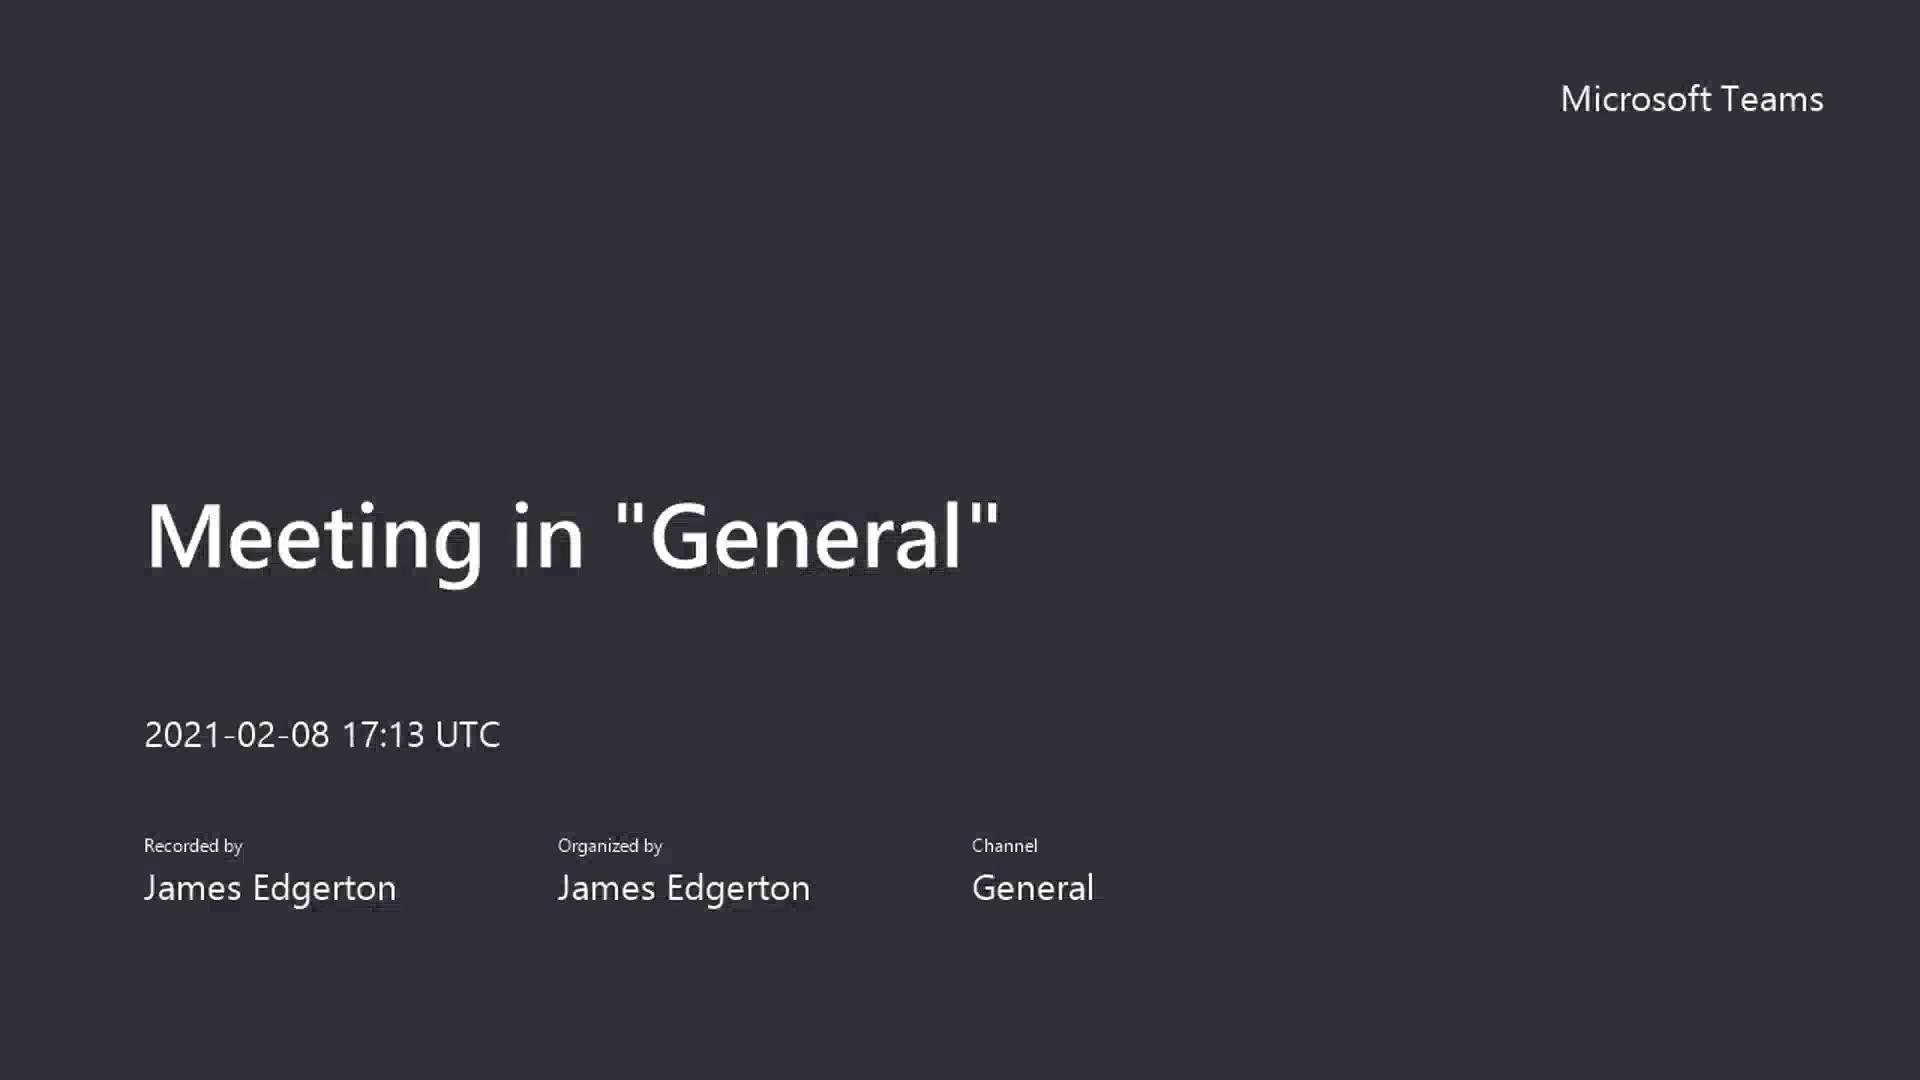 Microsoft Teams
Meeting in "General"
2021-02-08 17:13 UTC
Recorded by
James Edgerton
Organized by
James Edgerton
Channel
General